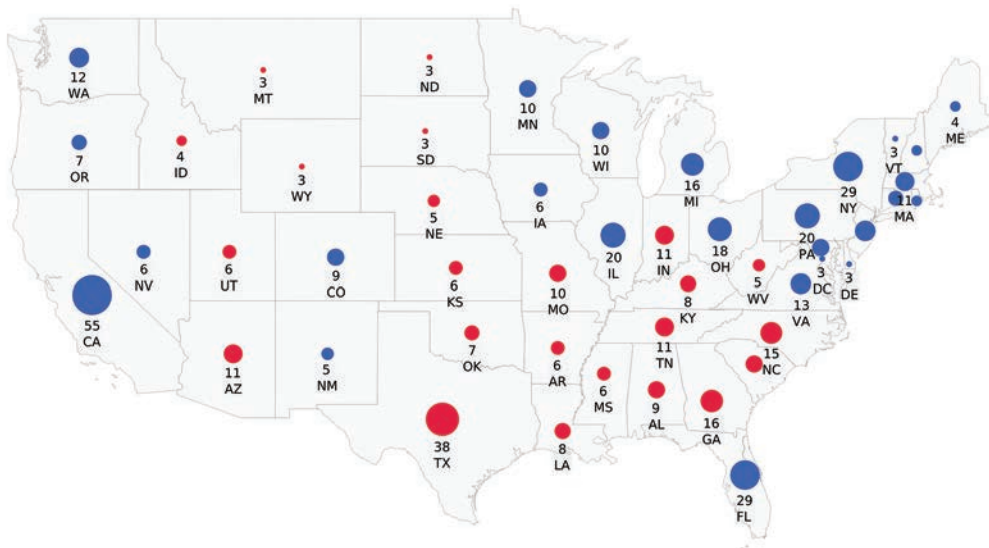 12
WA
3
MT
3
ND
10
MN
4
ME
7
OR
4
ID
3
SD
10
WI
3
VT
3
WY
16
MI
29
NY
11
MA
5
NE
6
IA
6
NV
6
UT
9
CO
6
KS
10
MO
20
IL
11
IN
18
OH
20
PA
5
WV
3
DC
3
DE
13
VA
8
KY
55
CA
11
AZ
5
NM
7
OK
6
AR
11
TN
15
NC
6
MS
9
AL
16
GA
38
TX
8
LA
29
FL